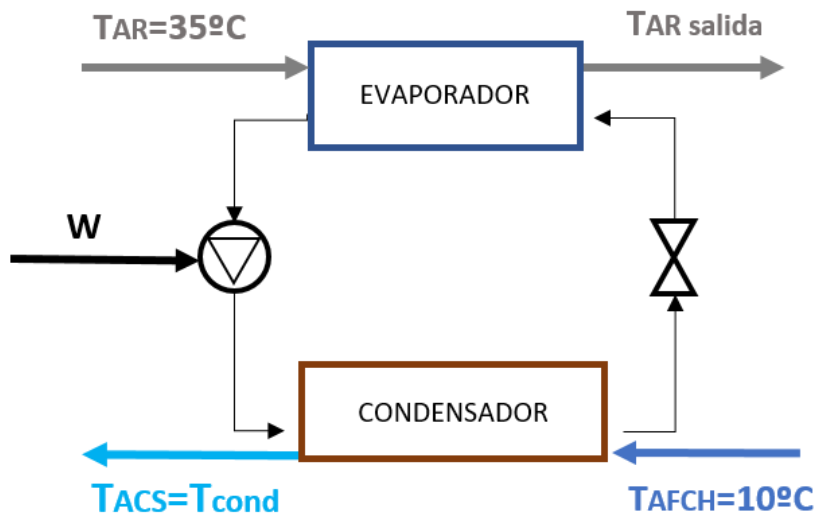 TAR=35ºC
TAR salida
EVAPORADOR
W
CONDENSADOR
TACS=Tcond
TAFCH=10ºC